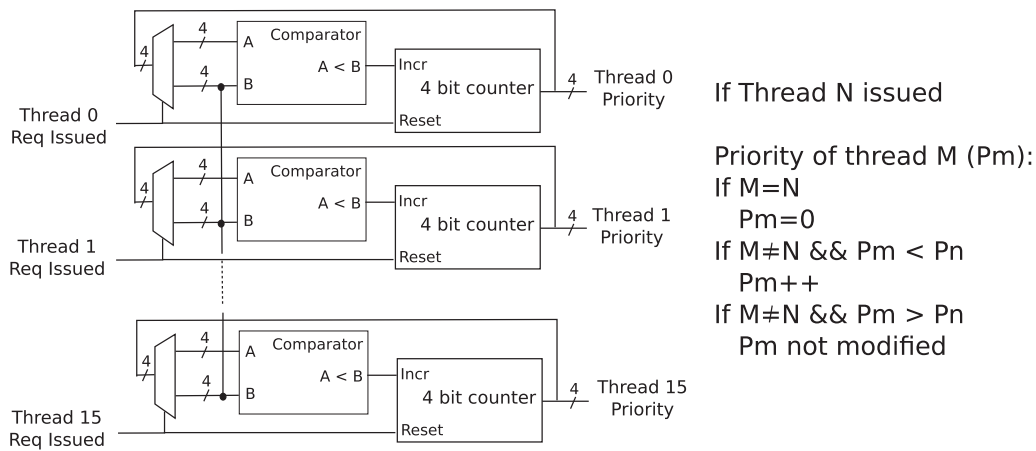 4
4
Comparator
A
A < B
4
B
Incr
4 bit counter
Reset
4
Thread 0
Priority
Thread 0
Req Issued
4
4
Comparator
A
A < B
4
B
Incr
4 bit counter
Reset
4
Thread 1
Priority
Thread 1
Req Issued
4
4
Comparator
A
A < B
4
B
Incr
4 bit counter
Reset
4
Thread 15
Priority
Thread 15
Req Issued
If Thread N issued
Priority of thread M (Pm):
If M=N
Pm=0
If M≠N && Pm < Pn
Pm++
If M≠N && Pm > Pn
Pm not modified